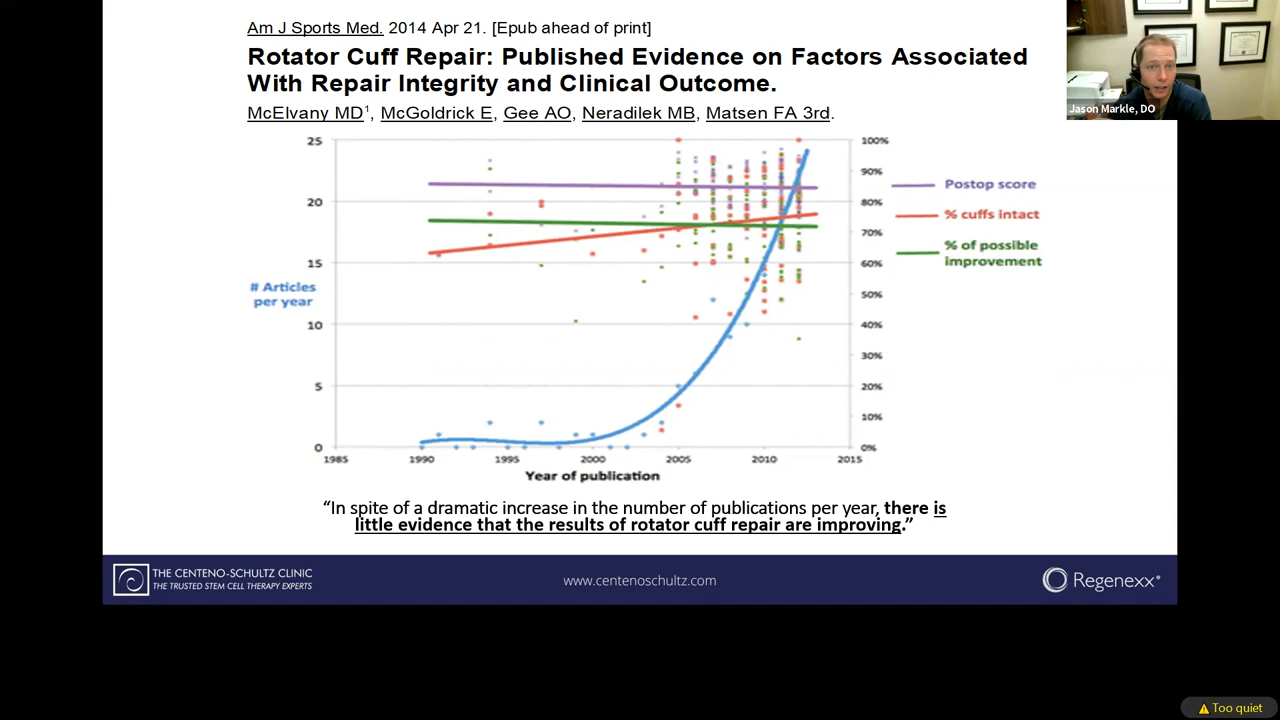 Am J Sports Med. 2014 Apr 21. [Epub ahead of print]
Rotator Cuff Repair: Published Evidence on Factors Associated
With Repair Integrity and Clinical Outcome.
McElvany MD1, McGoldrick E, Gee AO, Neradilek MB, Matsen FA 3rd.
Jason Markle, DO
25
20
15
10
5
0
# Articles
per year
100%
90%
80%
70%
60%
50%
40%
30%
20%
10%
0%
Postop score
% cuffs intact
% of possible
improvement
1985
1990
1995
2000
2005
2010
2015
Year of publication
“In spite of a dramatic increase in the number of publications per year, there is
little evidence that the results of rotator cuff repair are improving.”
THE CENTENO-SCHULTZ CLINIC
THE TRUSTED STEM CELL THERAPY EXPERTS
www.centenoschultz.com
Regenexx®
Too quiet